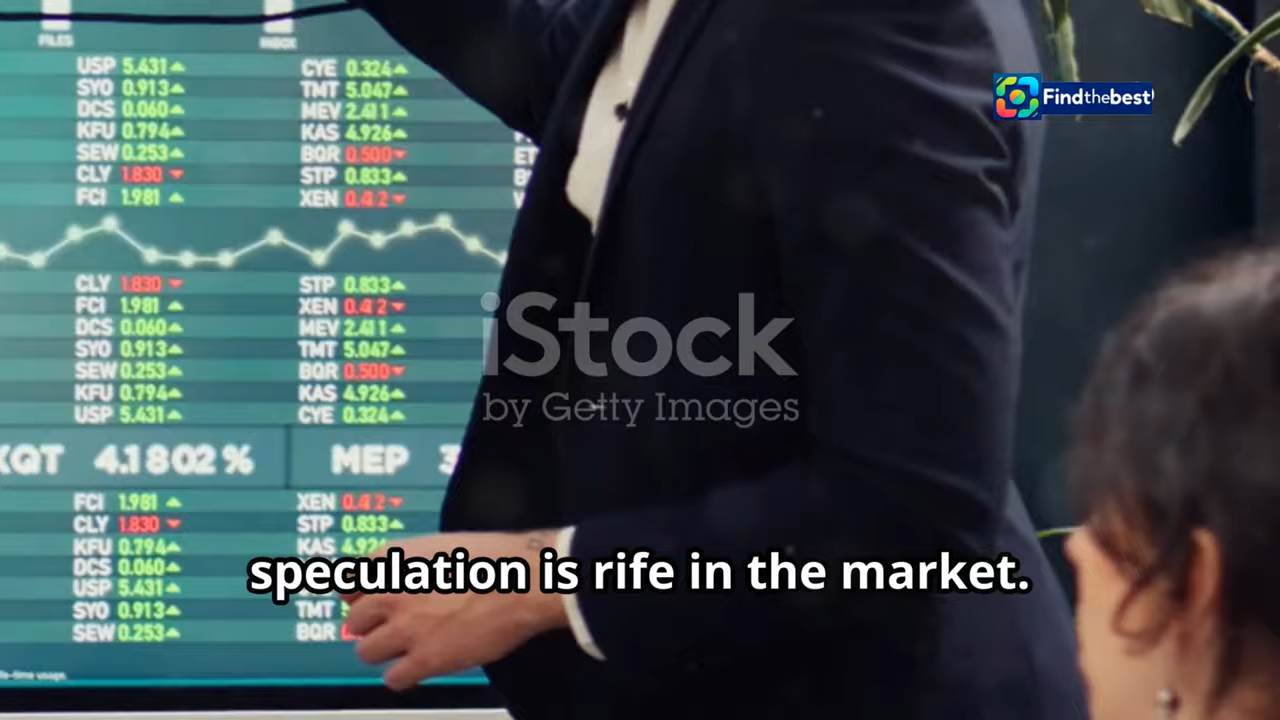 FILES INBOX
USP 5.431 CYE 0.324
SYO 0.913 TMT 5.047
DCS 0.060 MEV 2.411
KFU 0.794 KAS 4.926
SEW 0.253 BQR 0.500
CLY 1.830 STP 0.833
FCI 1.981 XEN 0.412
Findthebest
CLY 1.830 STP 0.833
FCI 1.981 XEN 0.412
DCS 0.060 MEV 2.411
SYO 0.913 TMT 5.047
SEW 0.253 BQR 0.500
KFU 0.794 KAS 4.926
USP 5.431 CYE 0.324
iStock
by Getty Images
4.1802% MEP
FCI 1.981 XEN 0.412
CLY 1.830 STP 0.833
KFU 0.794 KAS
DCS 0.060
USP 5.431
SYO 0.913 TMT
SEW 0.253 BQR
speculation is rife in the market.
usage.